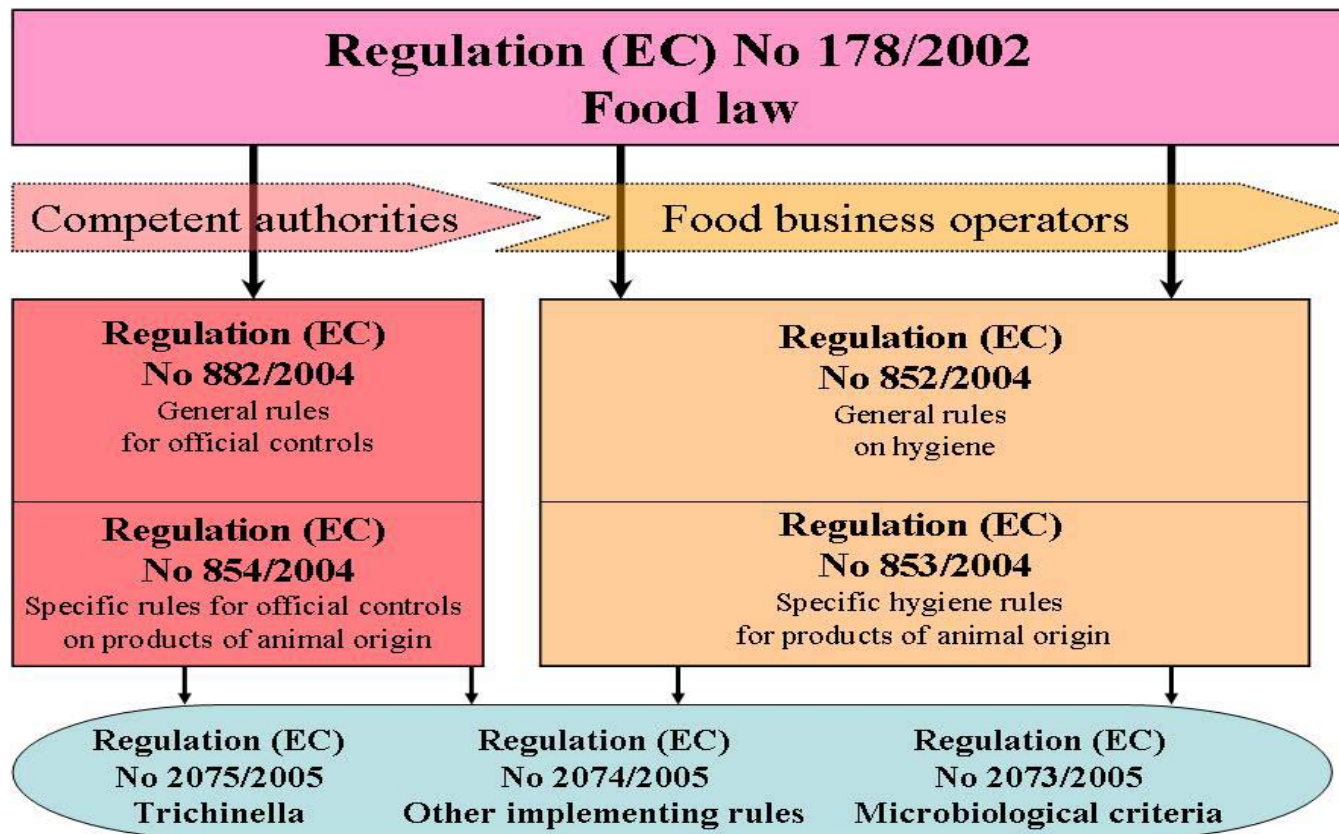 Regulation (EC) No 178/2002
Food law
Competent authorities
Food business operators
Regulation (EC)
No 882/2004
General rules
for official controls
Regulation (EC)
No 852/2004
General rules
on hygiene
Regulation (EC)
No 854/2004
Specific rules for official controls
on products of animal origin
Regulation (EC)
No 853/2004
Specific hygiene rules
for products of animal origin
Regulation (EC)
No 2075/2005
Trichinella
Regulation (EC)
No 2074/2005
Other implementing rules
Regulation (EC)
No 2073/2005
Microbiological criteria